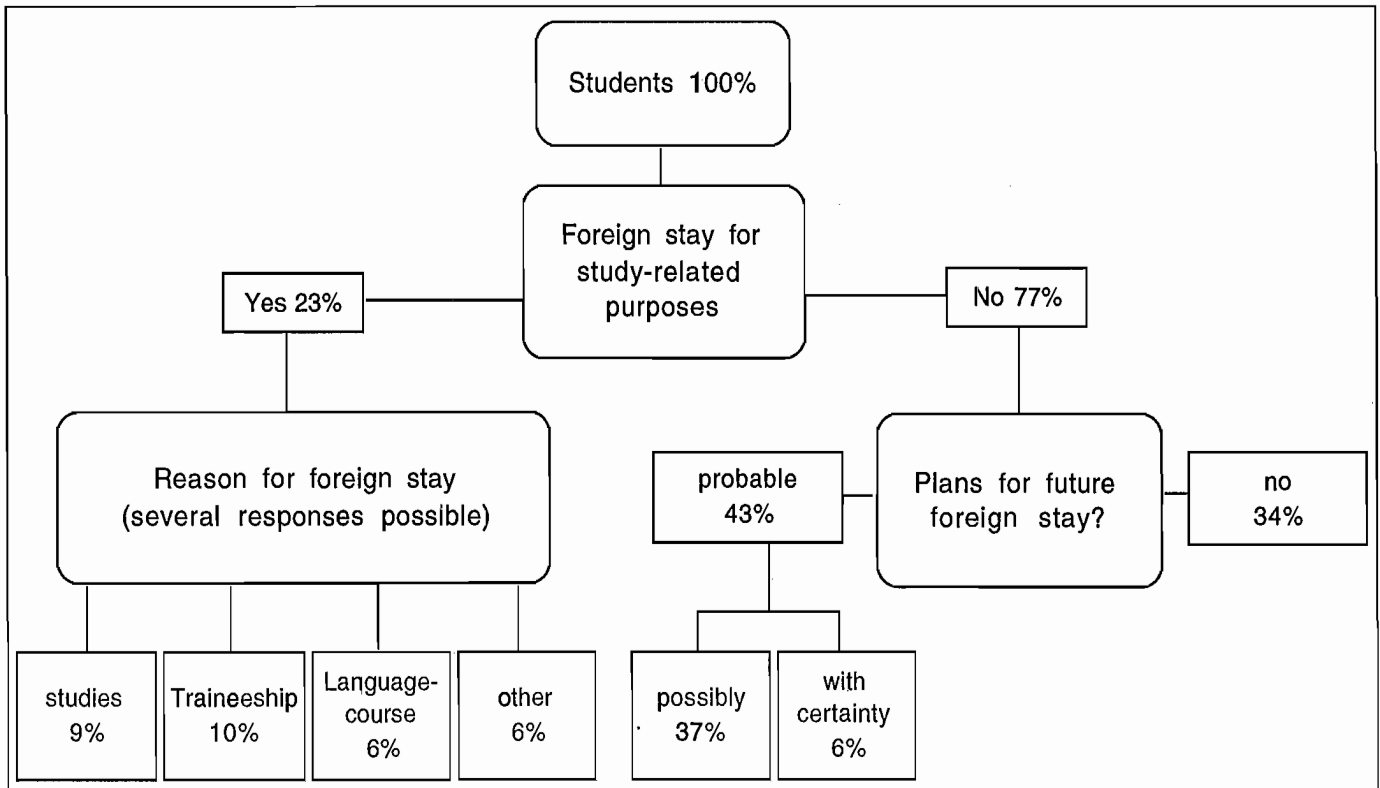 Students 100%
Foreign stay for
study-related
purposes
Yes 23%
No 77%
Reason for foreign stay
(several responses possible)
probable
43%
Plans for future
foreign stay?
no
34%
studies
9%
Traineeship
10%
Language-
course
6%
other
6%
possibly
37%
with
certainty
6%